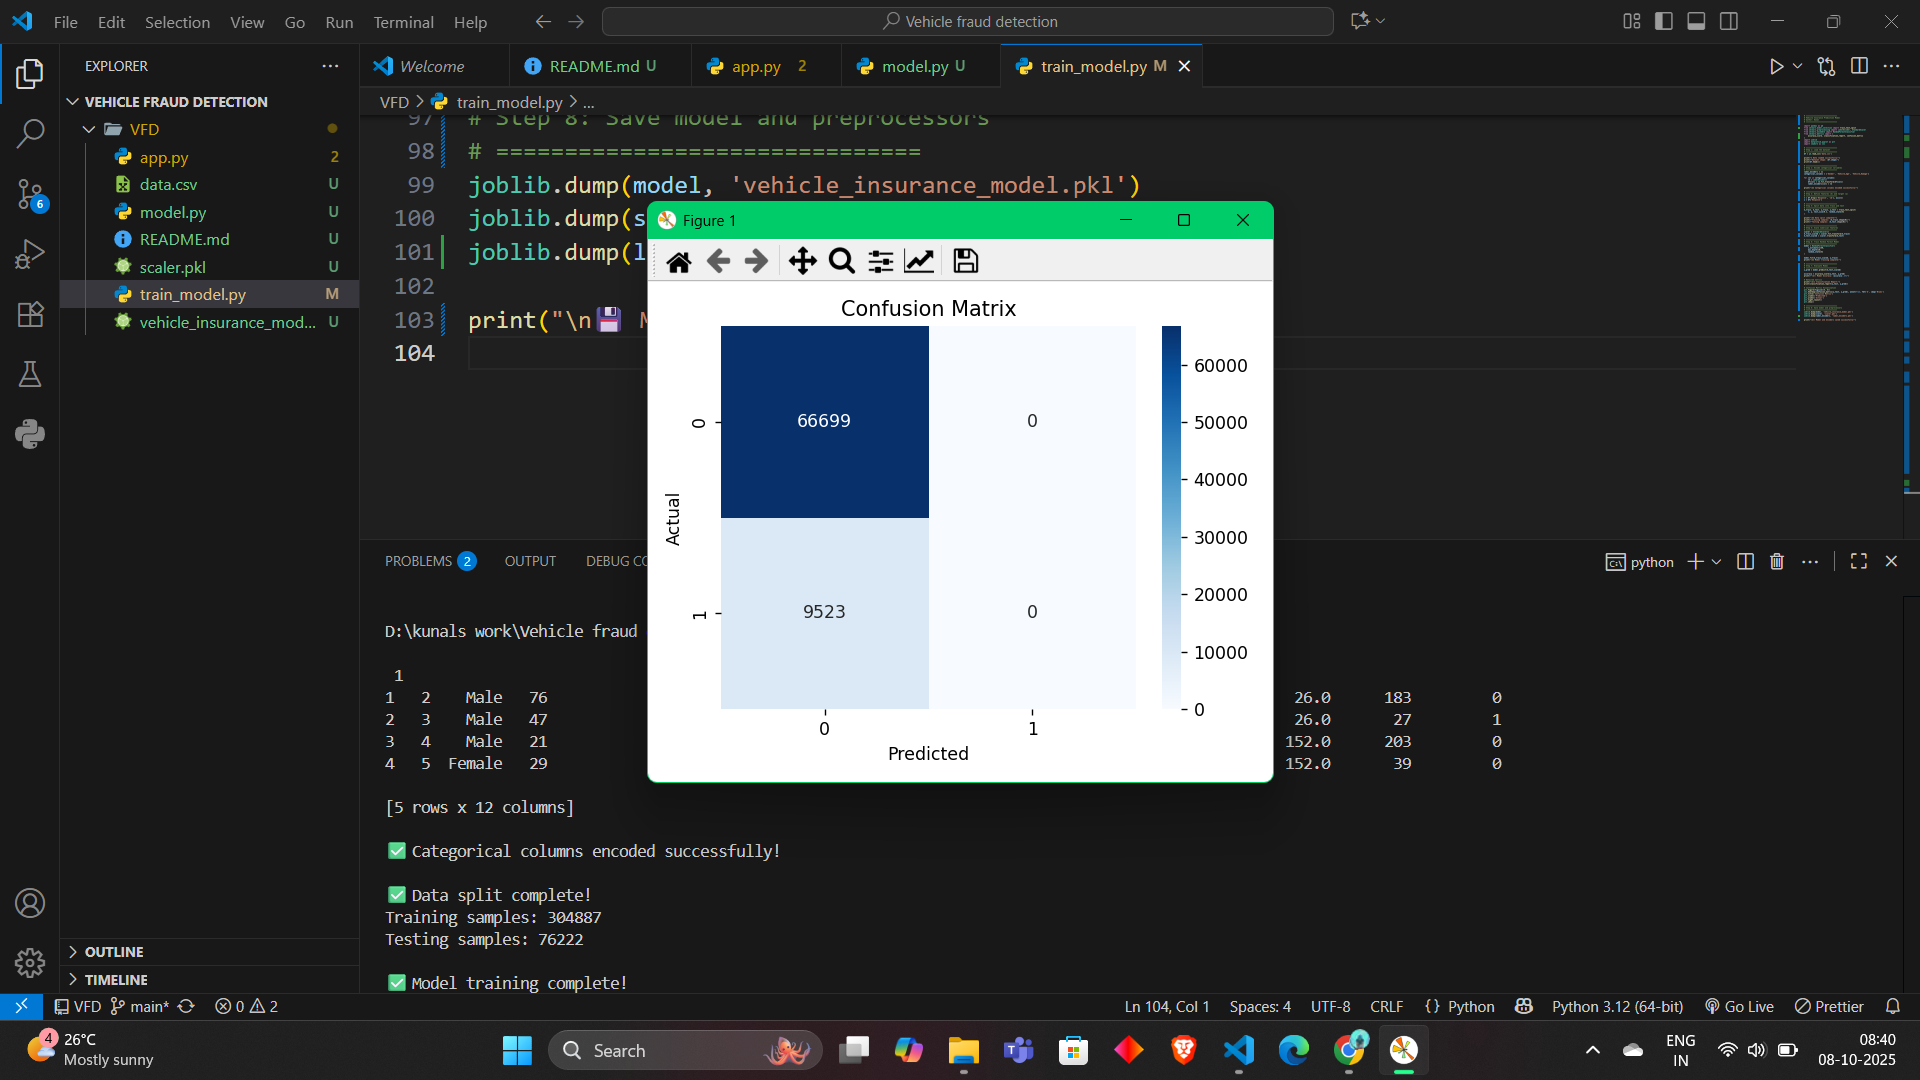 File Edit Selection View Go Run Terminal Help
Vehicle fraud detection
EXPLORER
VEHICLE FRAUD DETECTION
VFD
app.py 2
data.csv U
model.py U
README.md U
scaler.pkl U
train_model.py M
vehicle_insurance_mod... U
OUTLINE
TIMELINE
6
Welcome
README.md U
app.py 2
model.py U
train_model.py M
VFD > train_model.py > ...
97 # Step 8: Save model and preprocessors
98 # ===============================
99 joblib.dump(model, 'vehicle_insurance_model.pkl')
100 joblib.dump(s
101 joblib.dump(l
102
103 print("\n💾 M
104
Figure 1
Confusion Matrix
66699 0
9523 0
0
1
Actual
0 1
Predicted
60000
50000
40000
30000
20000
10000
0
PROBLEMS 2 OUTPUT DEBUG CO
python
D:\kunals work\Vehicle fraud
1
1 2 Male 76 26.0 183 0
2 3 Male 47 26.0 27 1
3 4 Male 21 152.0 203 0
4 5 Female 29 152.0 39 0
[5 rows x 12 columns]
✅ Categorical columns encoded successfully!
✅ Data split complete!
Training samples: 304887
Testing samples: 76222
✅ Model training complete!
VFD main* 0 2
Ln 104, Col 1 Spaces: 4 UTF-8 CRLF {} Python Python 3.12 (64-bit) Go Live Prettier
4
26°C
Mostly sunny
Search
ENG
IN
08:40
08-10-2025